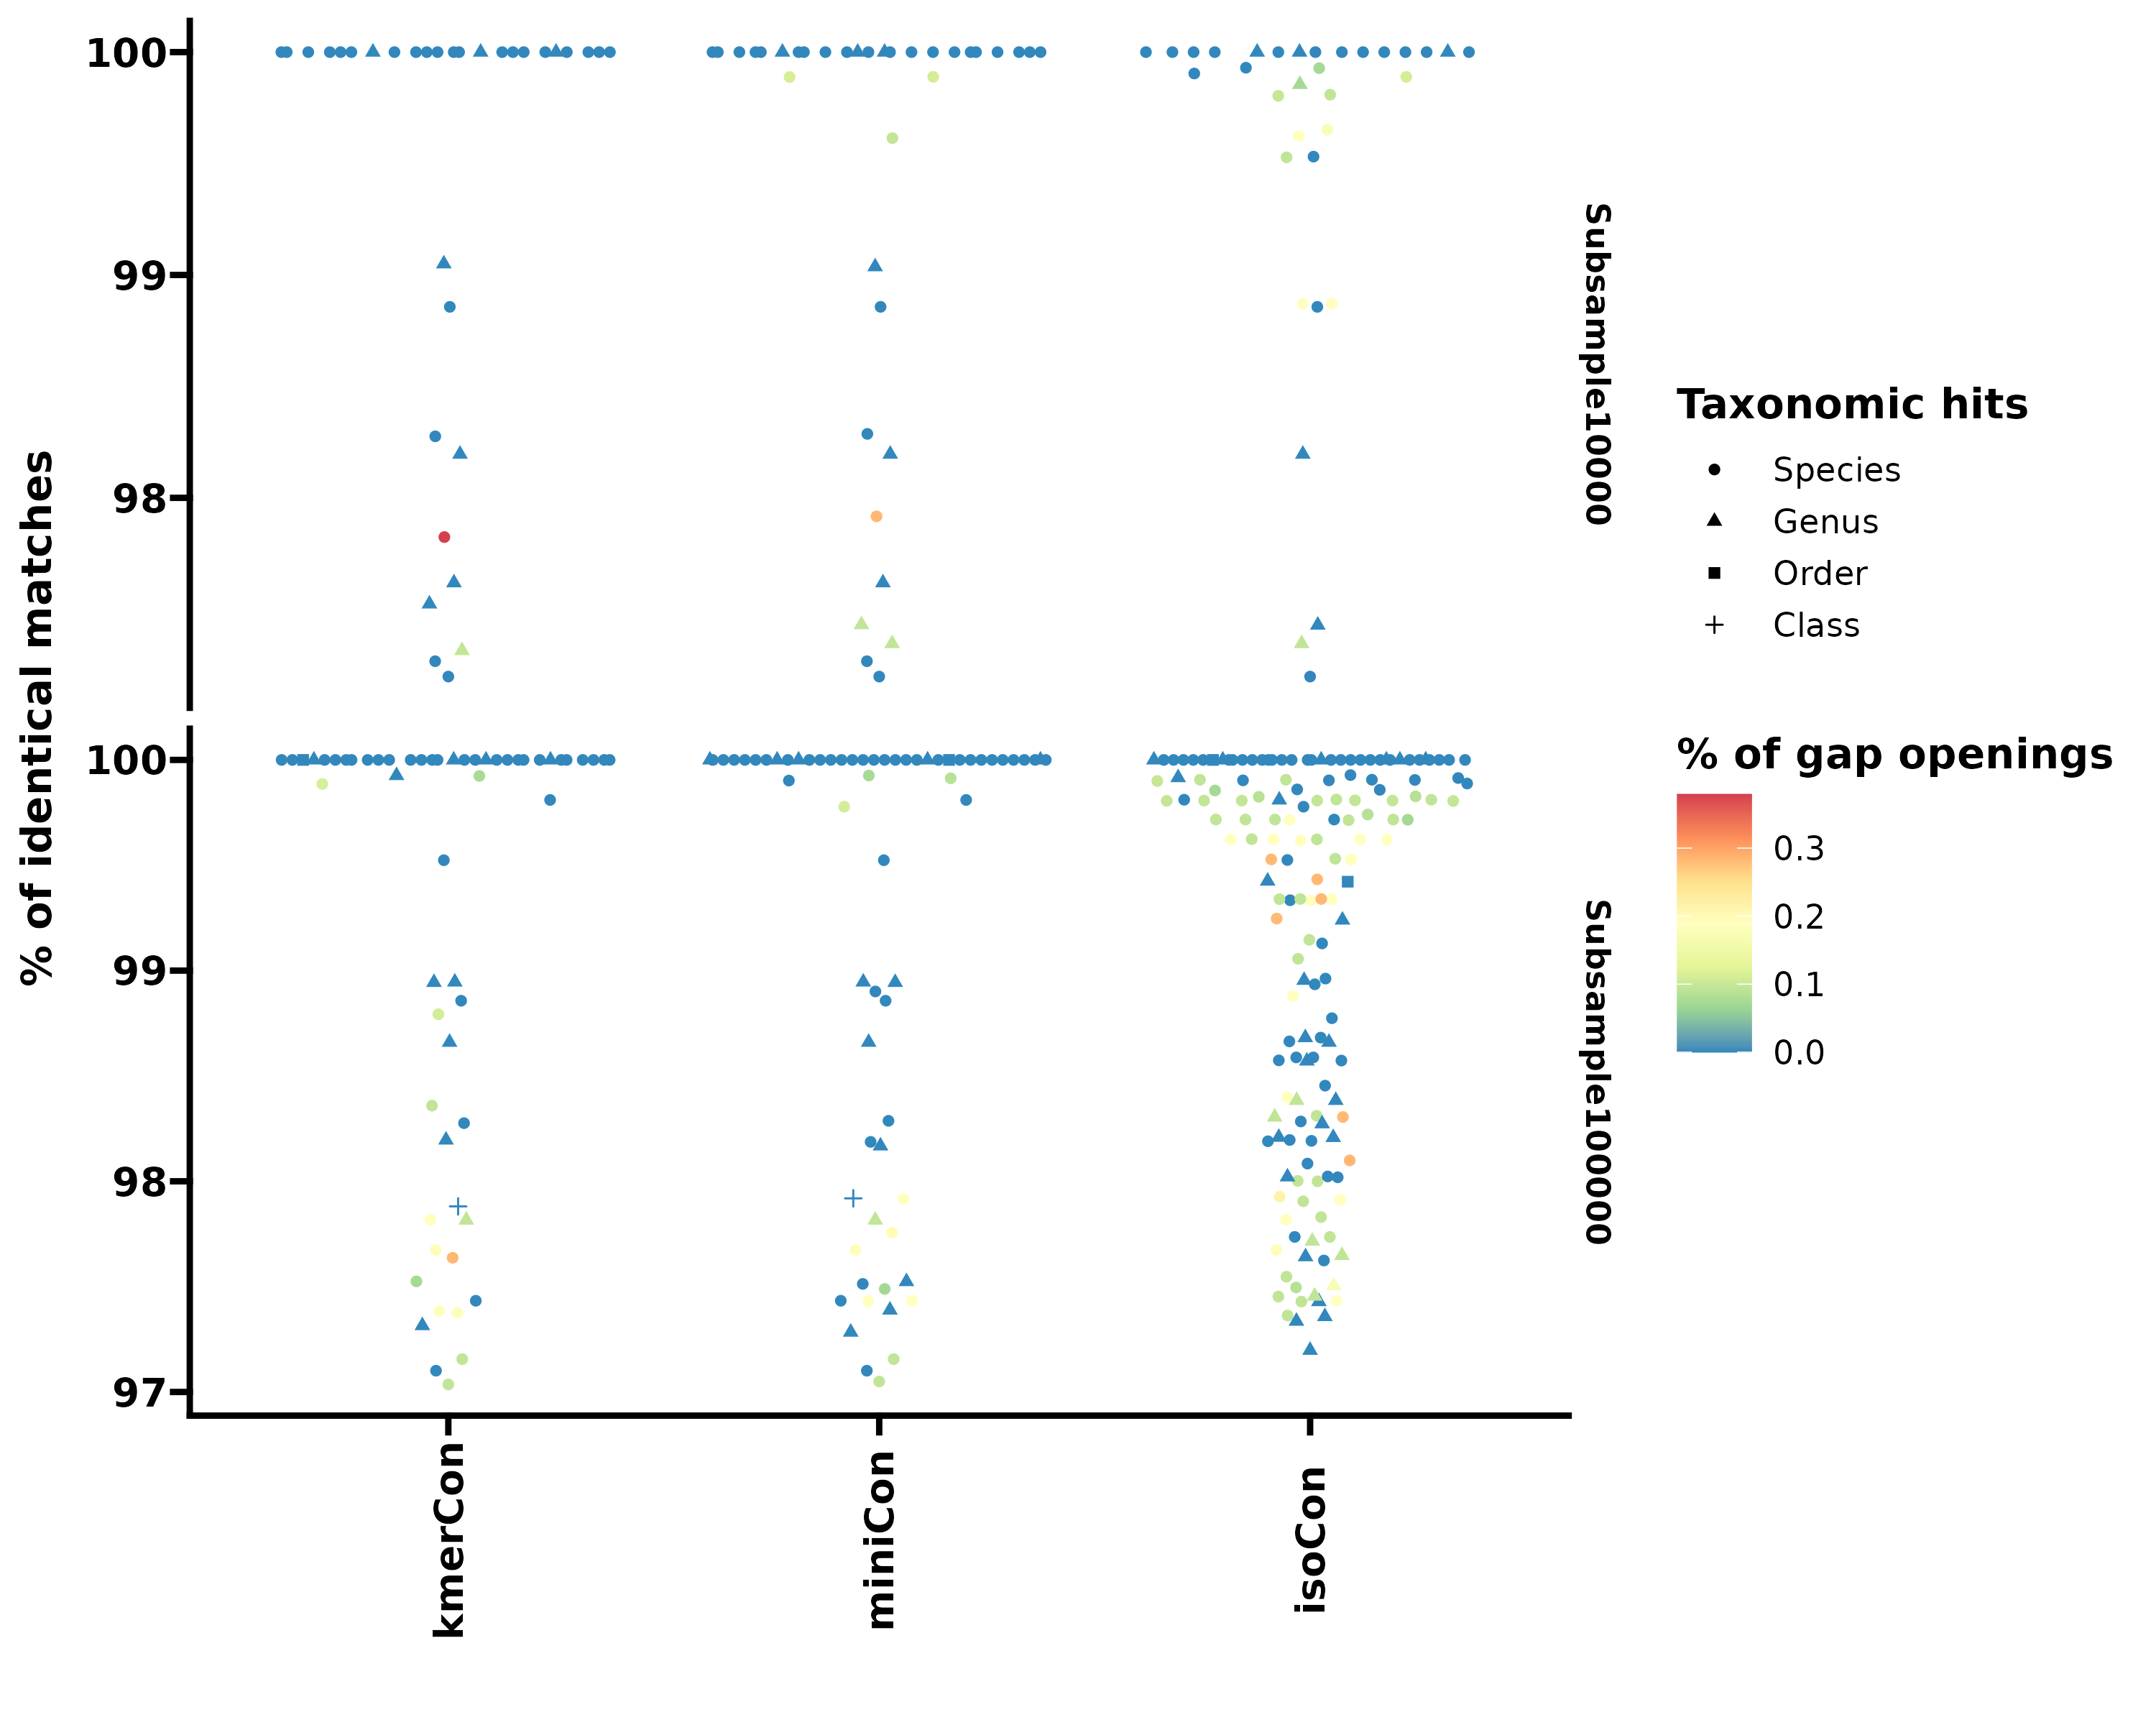 % of identical matches
100
99
98
Subsample10000
100
99
98
97
Subsample100000
kmerCon
miniCon
isoCon
Taxonomic hits
Species
Genus
Order
Class
% of gap openings
0.3
0.2
0.1
0.0